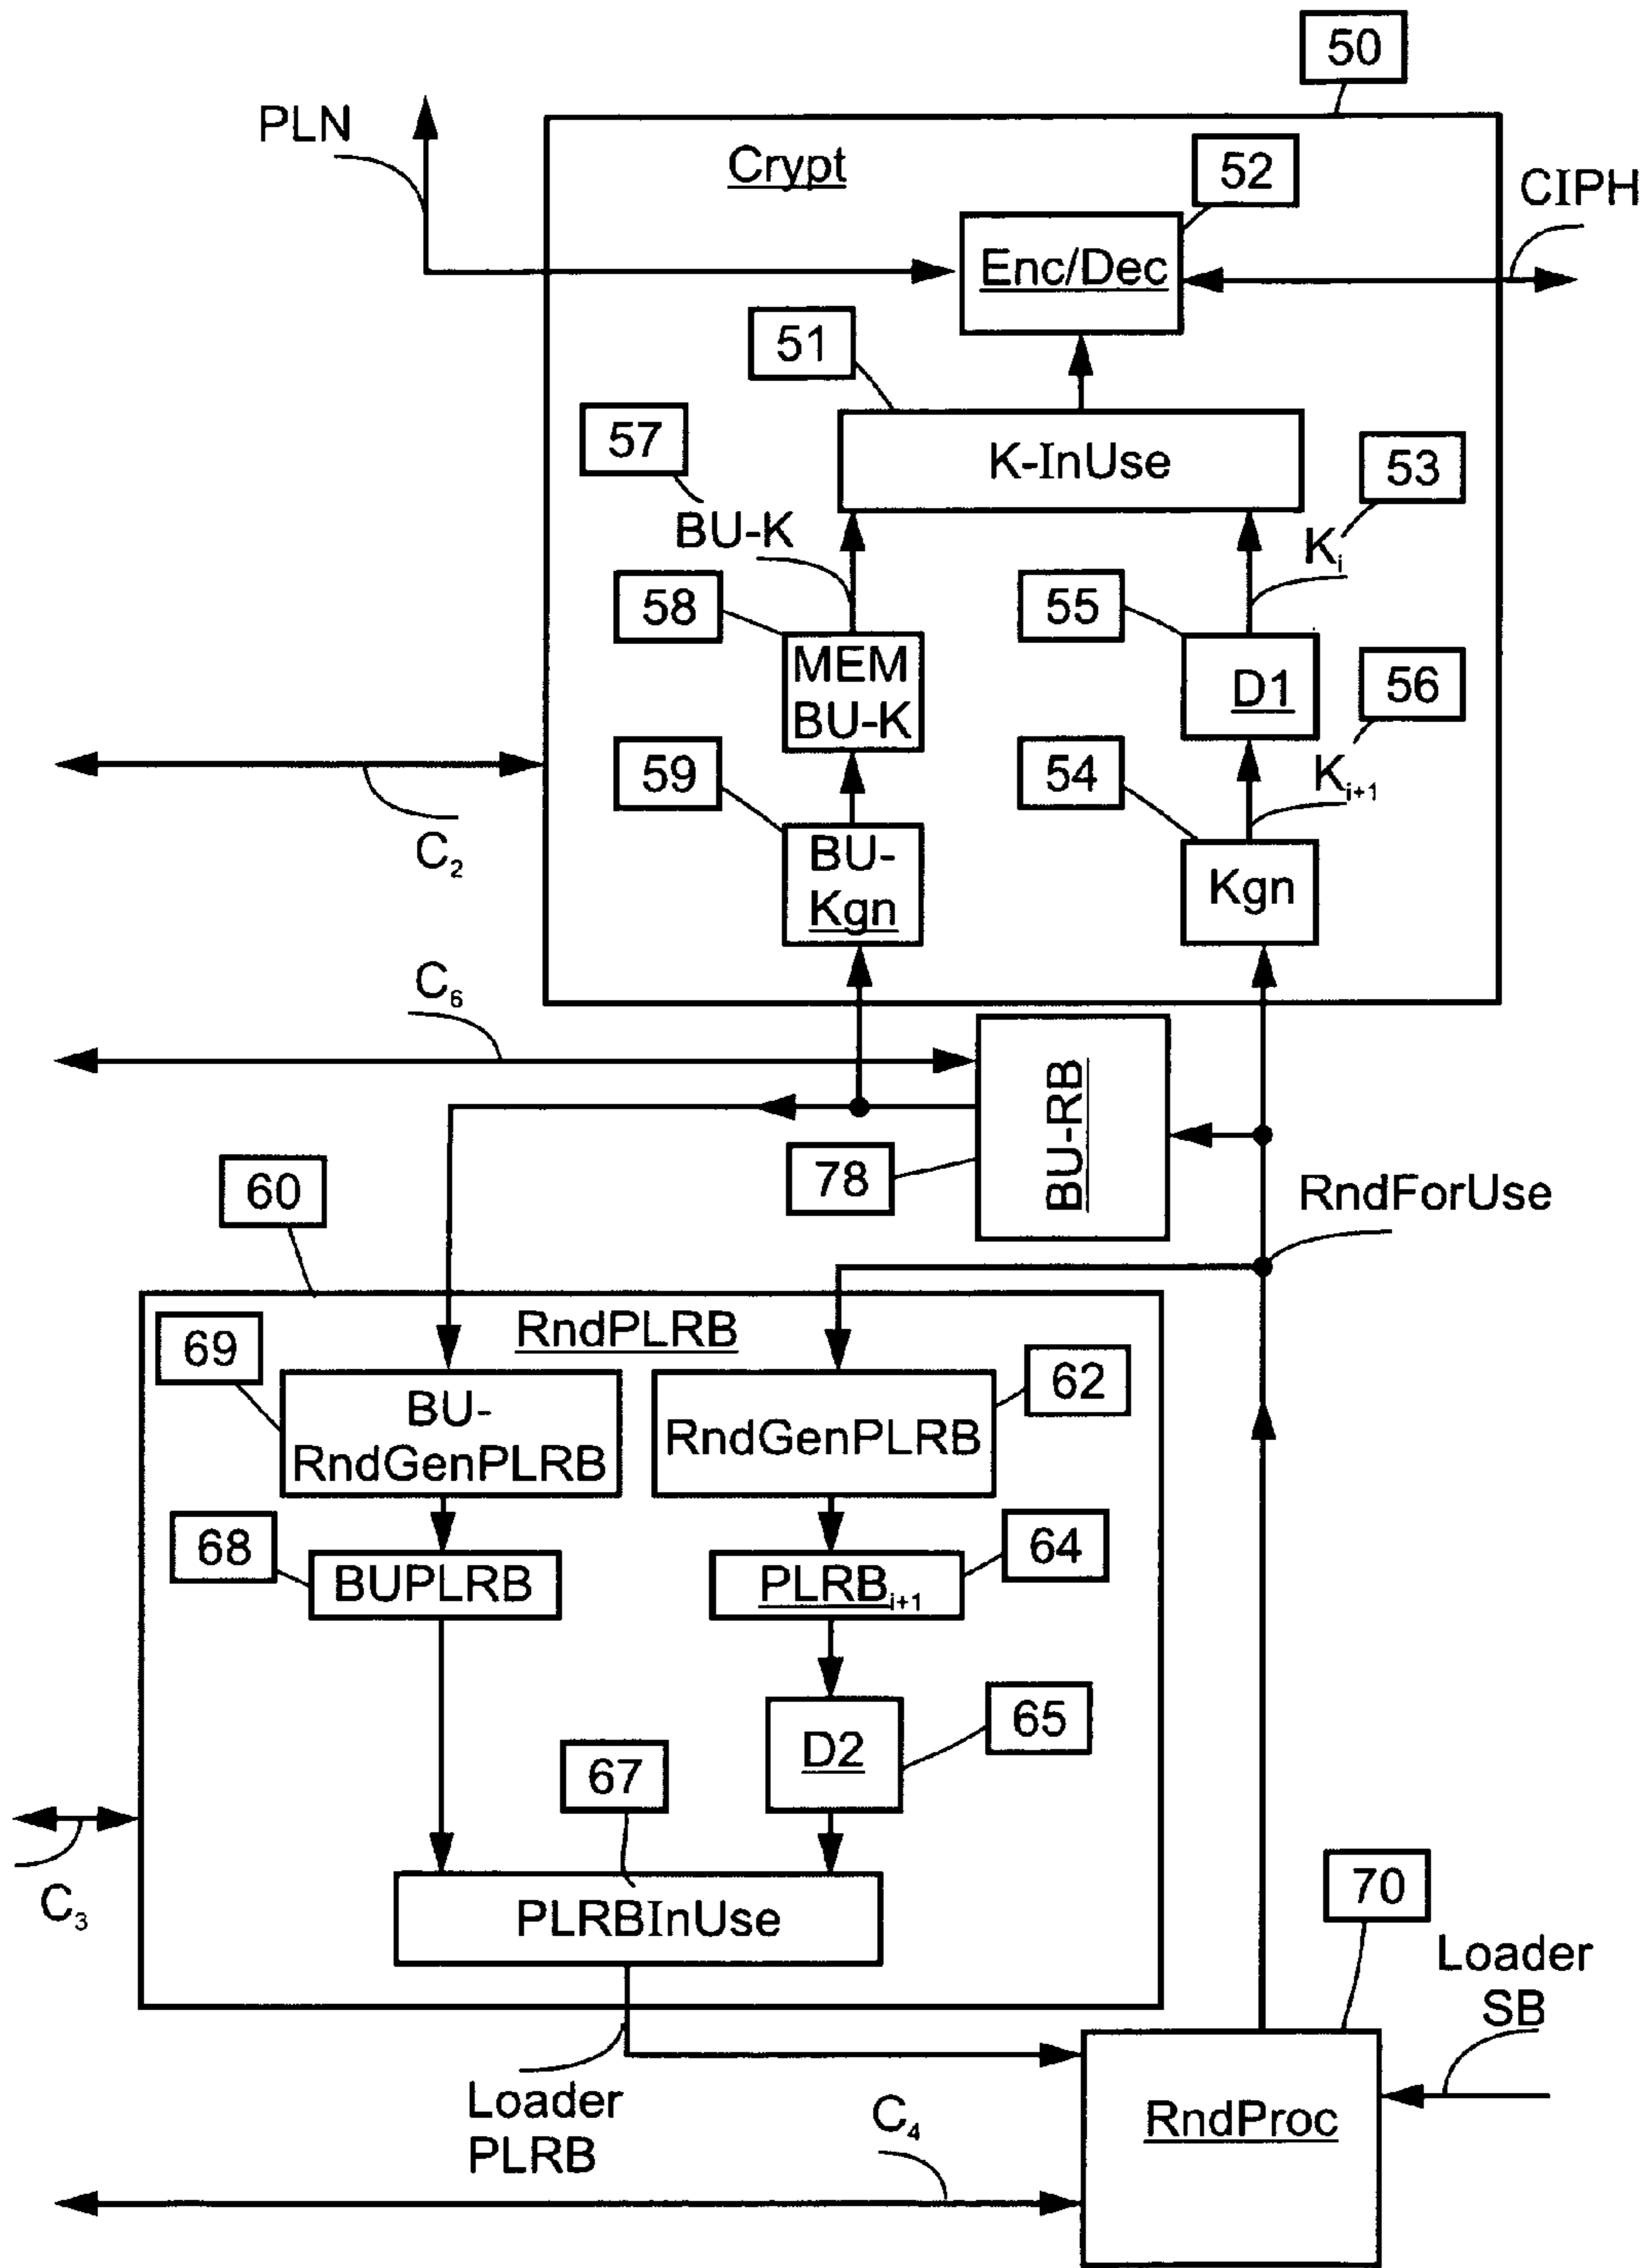 50
PLN
Crypt
52
CIPH
Enc/Dec
51
57
K-InUse
53
BU-K
Ki
58
55
MEM
BU-K
D1
56
59
54
Ki+1
C2
BU-
Kgn
Kgn
C6
BU-RB
78
60
RndForUse
RndPLRB
69
62
BU-
RndGenPLRB
RndGenPLRB
68
64
BUPLRB
PLRBi+1
65
D2
67
C3
PLRBInUse
70
Loader
SB
Loader
PLRB
C4
RndProc